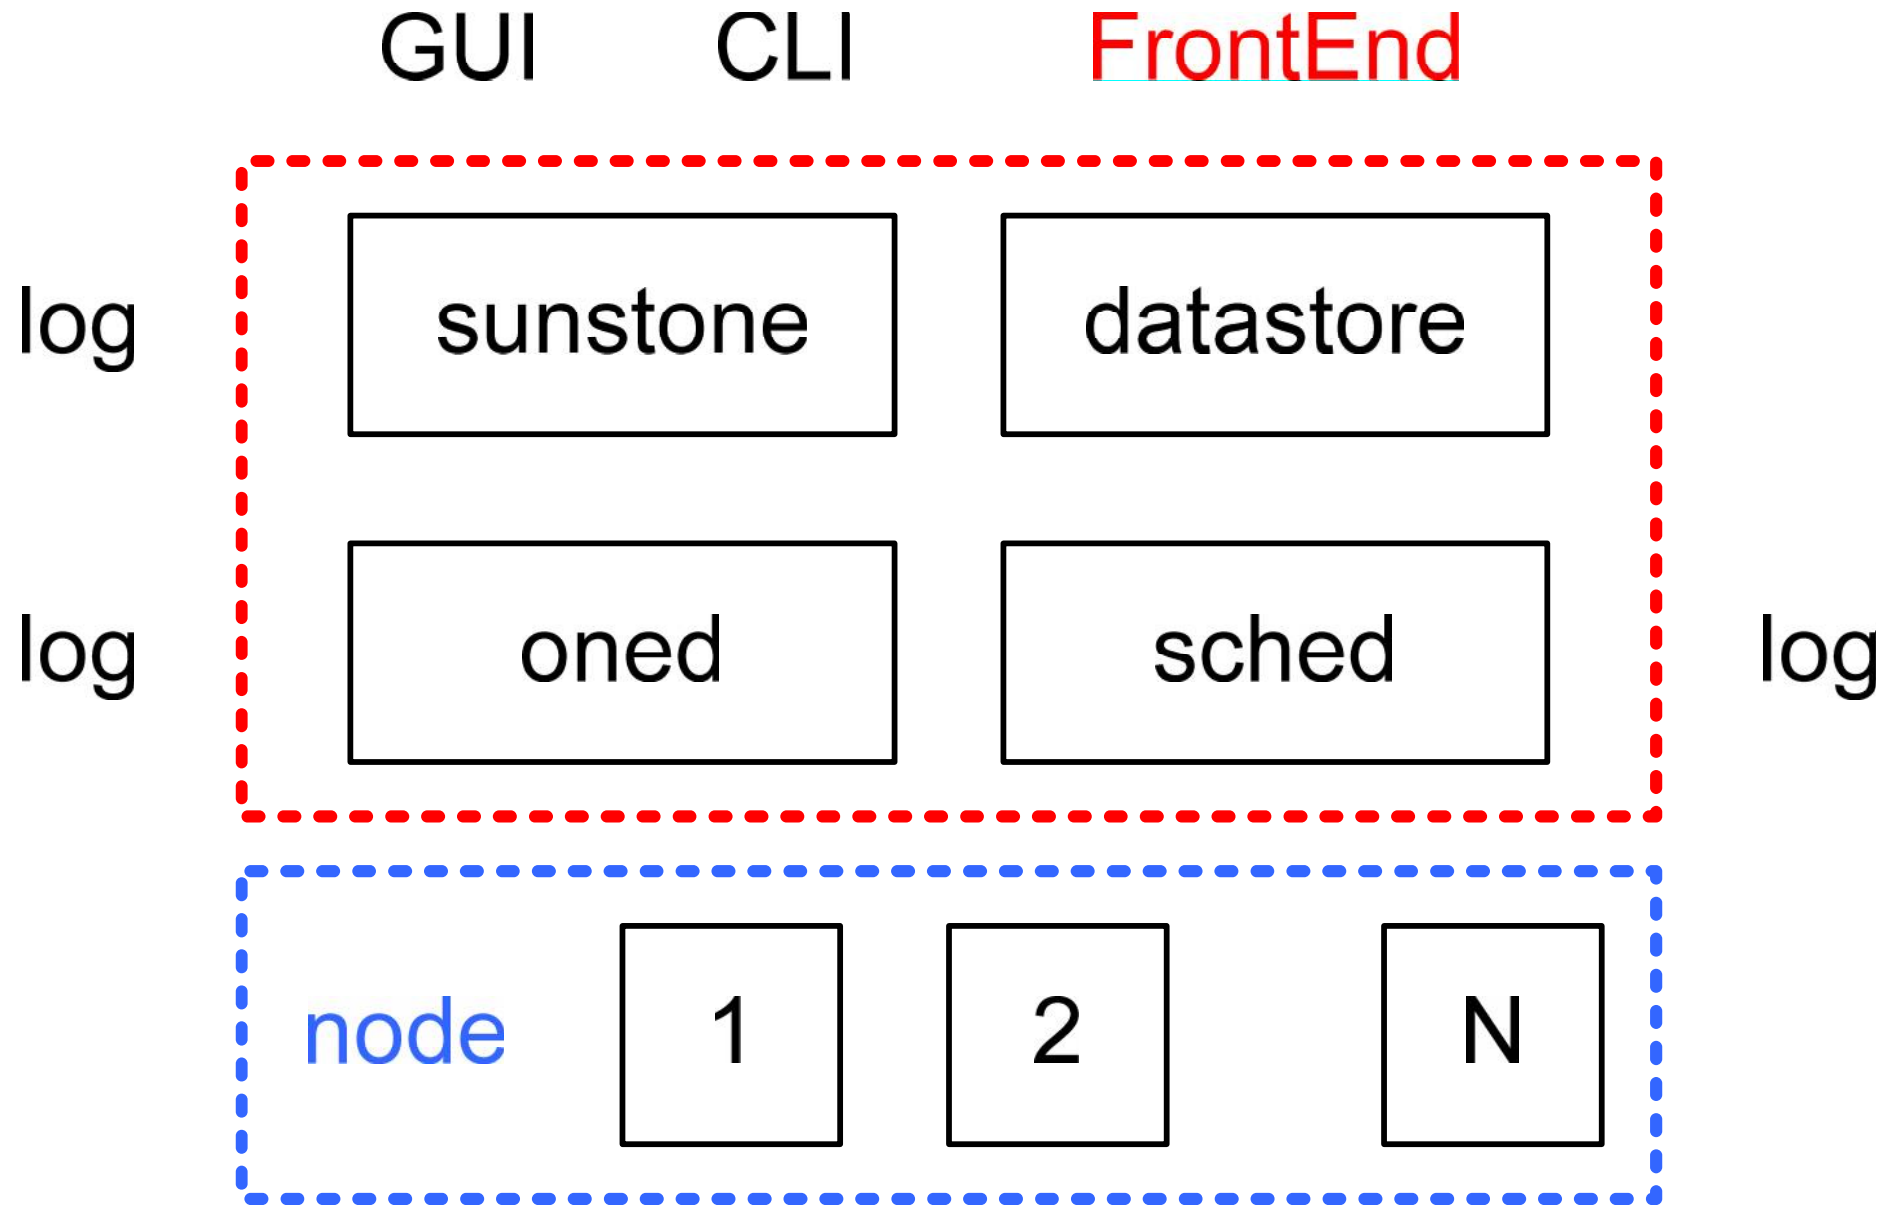 GUI CLI FrontEnd
log sunstone datastore
log oned sched log
node 1 2 N